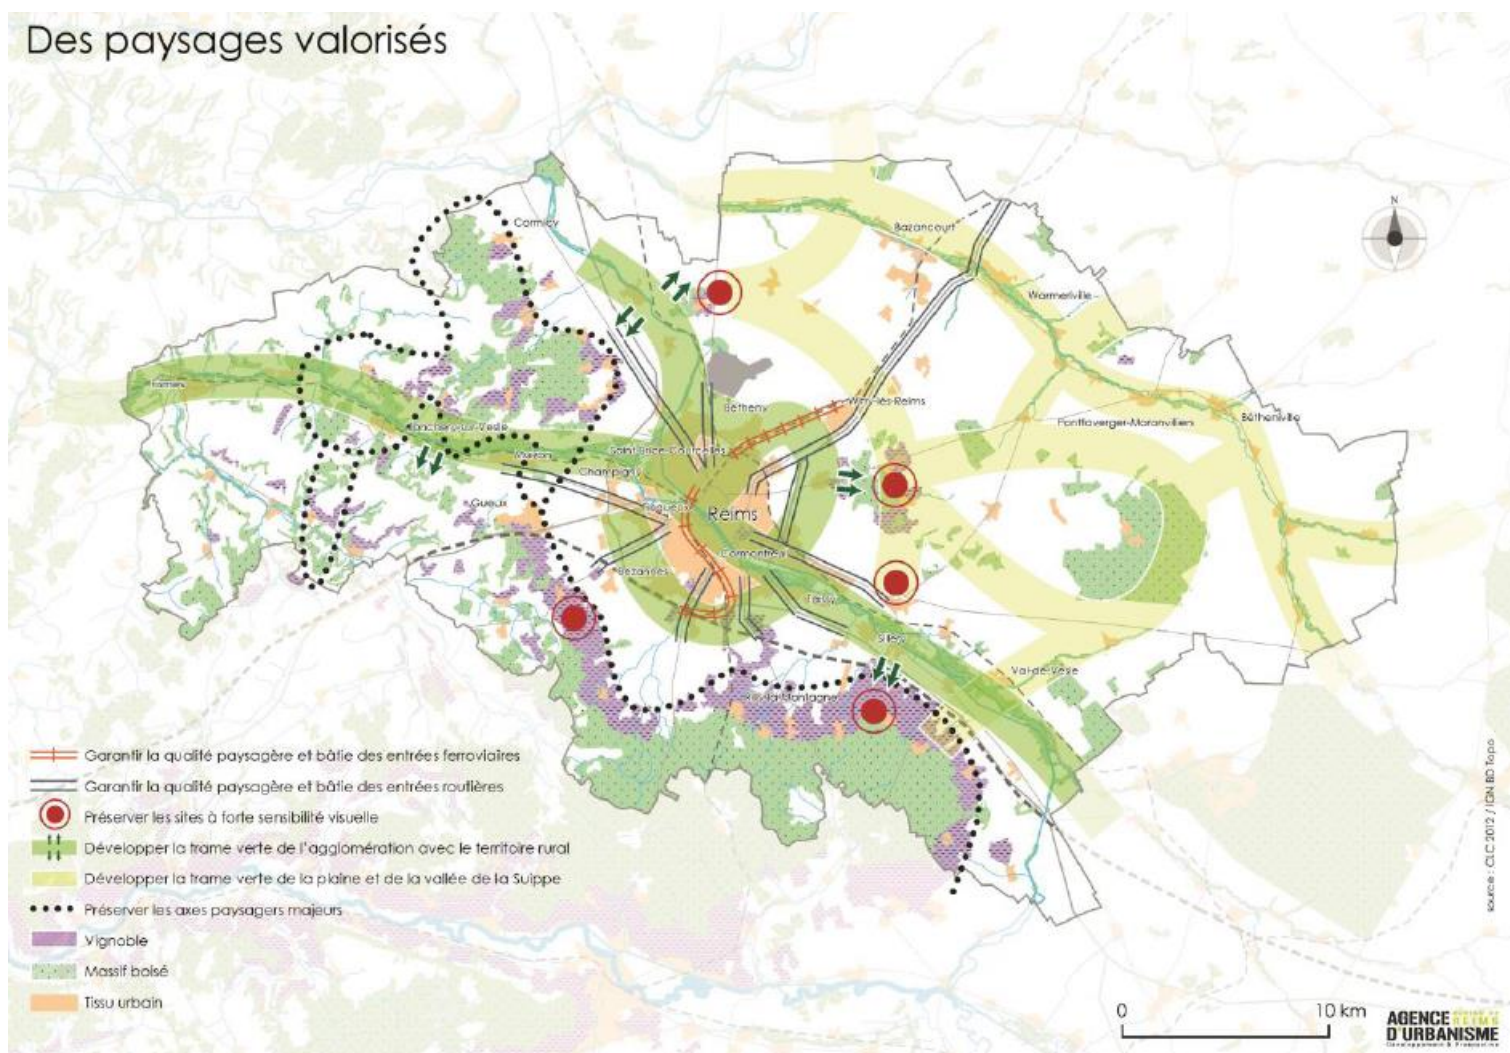 Des paysages valorisés
N
Cormicy
Bazancourt
Warmeriville
Fismes
Bétheny
Witry-lès-Reims
Pontfaverger-Moronvilliers
Bétheniville
Jonchery-sur-Vesle
Muizon
Saint-Brice-Courcelles
Champigny
Gueux
Tinqueux
Reims
Cormontreuil
Bezannes
Taissy
Sillery
Val-de-Vesle
Rilly-la-Montagne
Garantir la qualité paysagère et bâtie des entrées ferroviaires
Garantir la qualité paysagère et bâtie des entrées routières
Préserver les sites à forte sensibilité visuelle
Développer la trame verte de l'agglomération avec le territoire rural
Développer la trame verte de la plaine et de la vallée de la Suippe
Préserver les axes paysagers majeurs
Vignoble
Massif boisé
Tissu urbain
0 10 km
source : CLC 2012 / IGN BD Topo
AGENCE
D'URBANISME